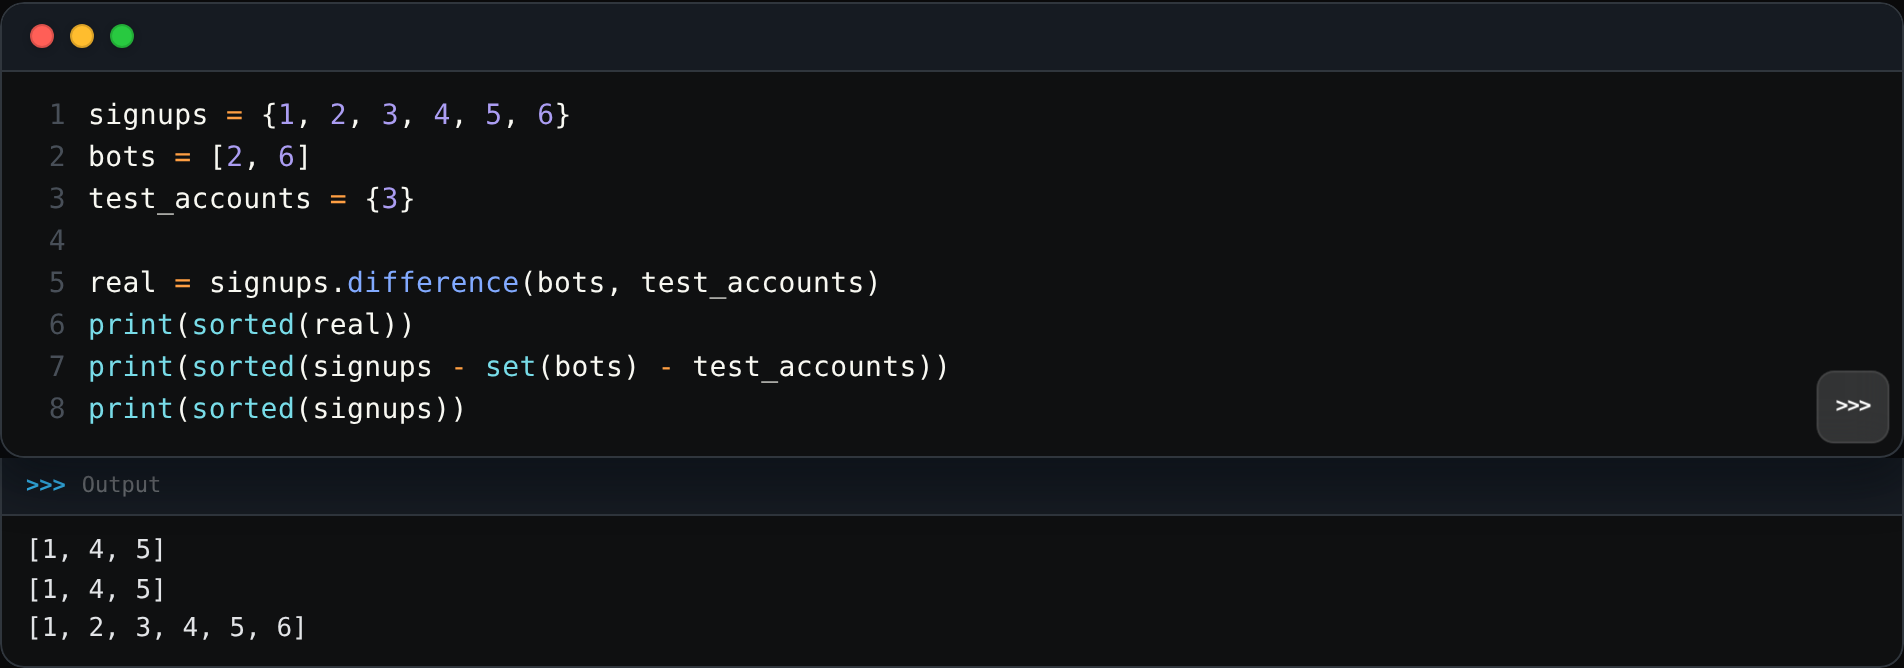 1 signups = {1, 2, 3, 4, 5, 6}
2 bots = [2, 6]
3 test_accounts = {3}
4
5 real = signups.difference(bots, test_accounts)
6 print(sorted(real))
7 print(sorted(signups - set(bots) - test_accounts))
8 print(sorted(signups))
>>>
>>> Output
[1, 4, 5]
[1, 4, 5]
[1, 2, 3, 4, 5, 6]